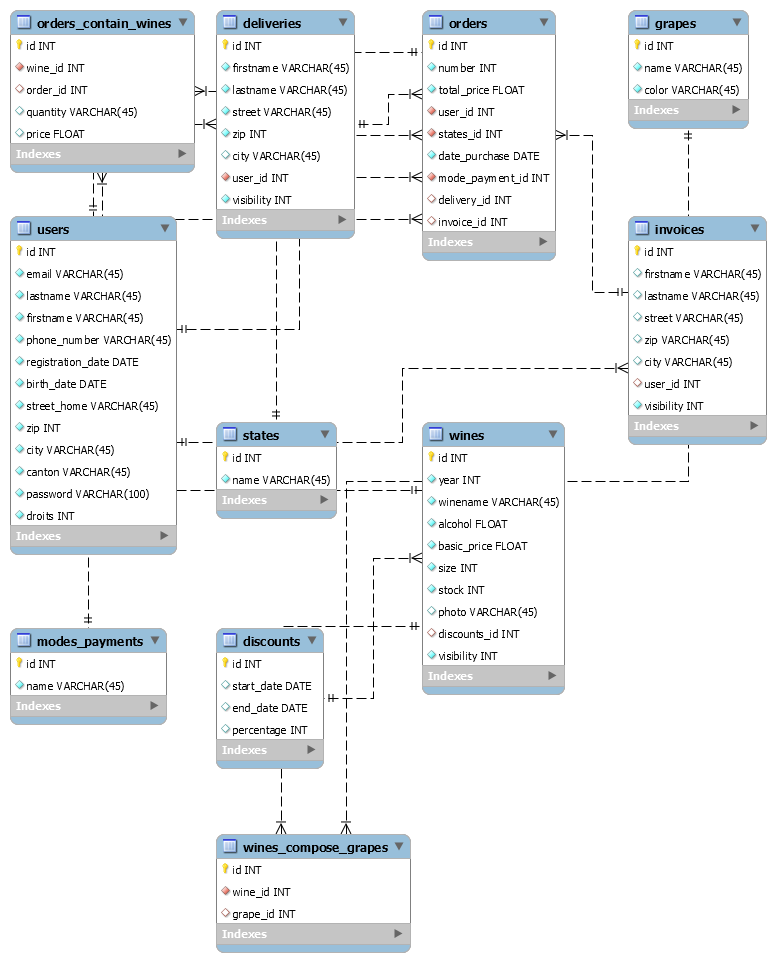 orders_contain_wines
id INT
wine_id INT
order_id INT
quantity VARCHAR(45)
price FLOAT
Indexes
deliveries
id INT
firstname VARCHAR(45)
lastname VARCHAR(45)
street VARCHAR(45)
zip INT
city VARCHAR(45)
user_id INT
visibility INT
Indexes
orders
id INT
number INT
total_price FLOAT
user_id INT
states_id INT
date_purchase DATE
mode_payment_id INT
delivery_id INT
invoice_id INT
Indexes
grapes
id INT
name VARCHAR(45)
color VARCHAR(45)
Indexes
users
id INT
email VARCHAR(45)
lastname VARCHAR(45)
firstname VARCHAR(45)
phone_number VARCHAR(45)
registration_date DATE
birth_date DATE
street_home VARCHAR(45)
zip INT
city VARCHAR(45)
canton VARCHAR(45)
password VARCHAR(100)
droits INT
Indexes
invoices
id INT
firstname VARCHAR(45)
lastname VARCHAR(45)
street VARCHAR(45)
zip VARCHAR(45)
city VARCHAR(45)
user_id INT
visibility INT
Indexes
states
id INT
name VARCHAR(45)
Indexes
wines
id INT
year INT
winename VARCHAR(45)
alcohol FLOAT
basic_price FLOAT
size INT
stock INT
photo VARCHAR(45)
discounts_id INT
visibility INT
Indexes
modes_payments
id INT
name VARCHAR(45)
Indexes
discounts
id INT
start_date DATE
end_date DATE
percentage INT
Indexes
wines_compose_grapes
id INT
wine_id INT
grape_id INT
Indexes